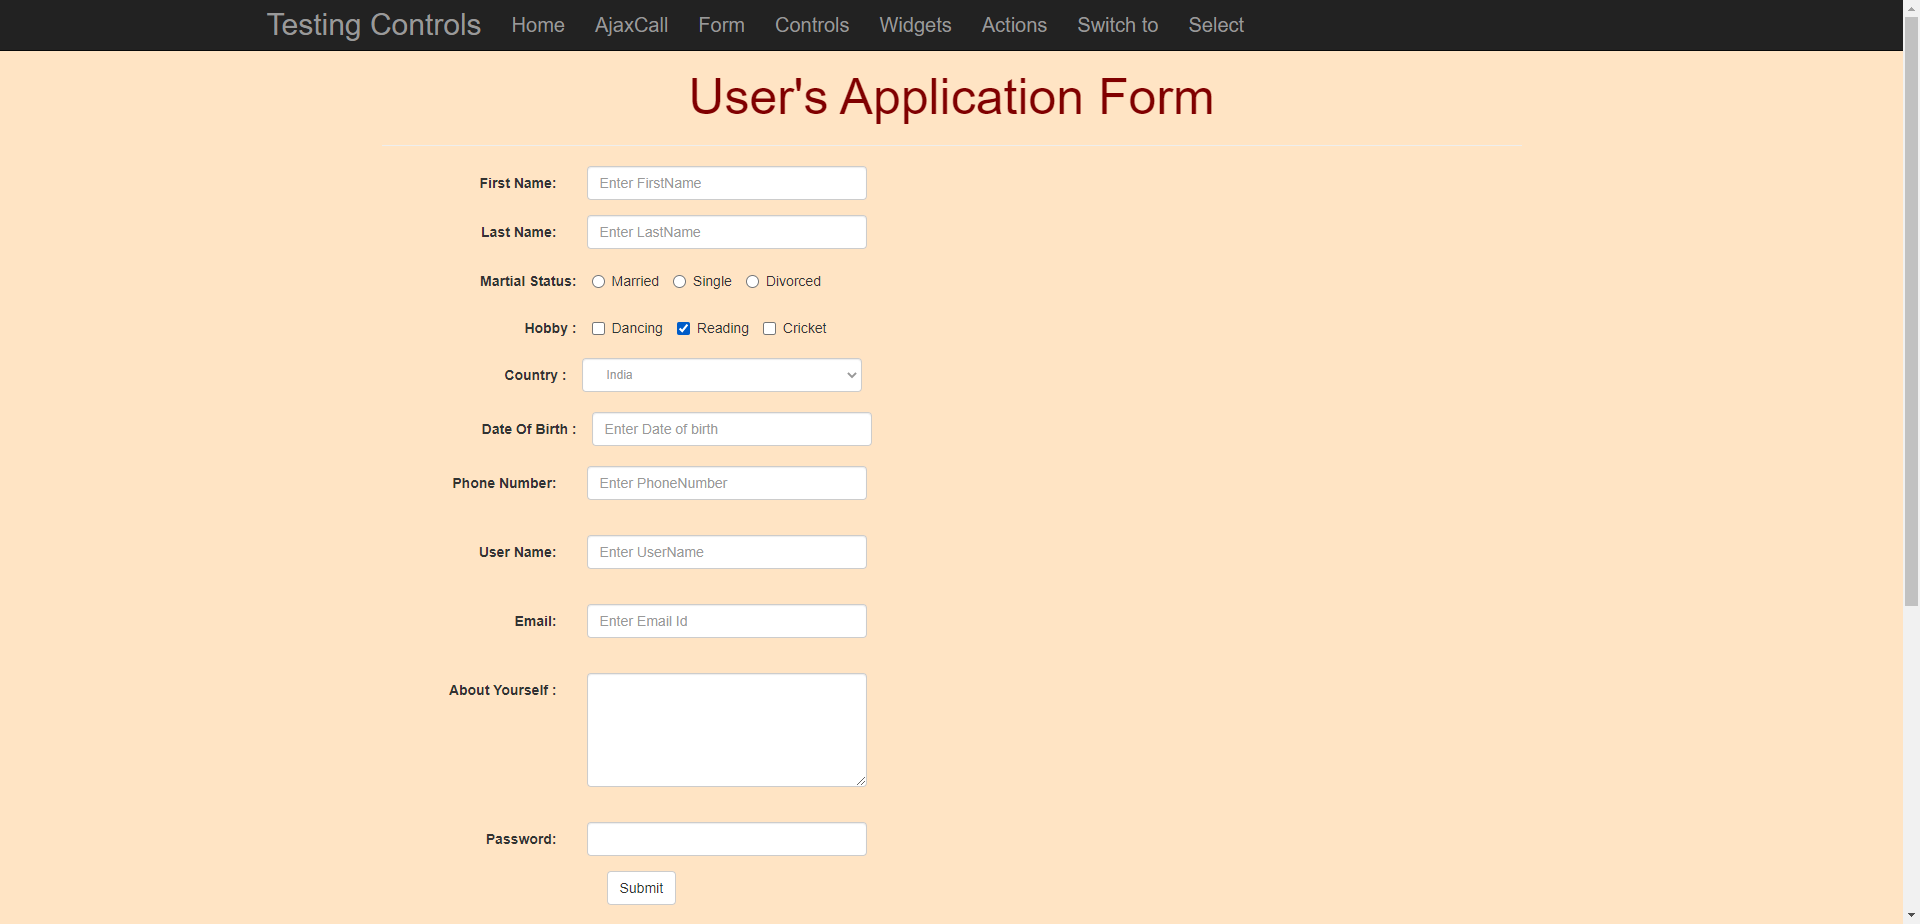 Testing Controls Home AjaxCall Form Controls Widgets Actions Switch to Select
User's Application Form
First Name: Enter FirstName
Last Name: Enter LastName
Martial Status: Married Single Divorced
Hobby : Dancing Reading Cricket
Country : India
Date Of Birth : Enter Date of birth
Phone Number: Enter PhoneNumber
User Name: Enter UserName
Email: Enter Email Id
About Yourself :
Password:
Submit